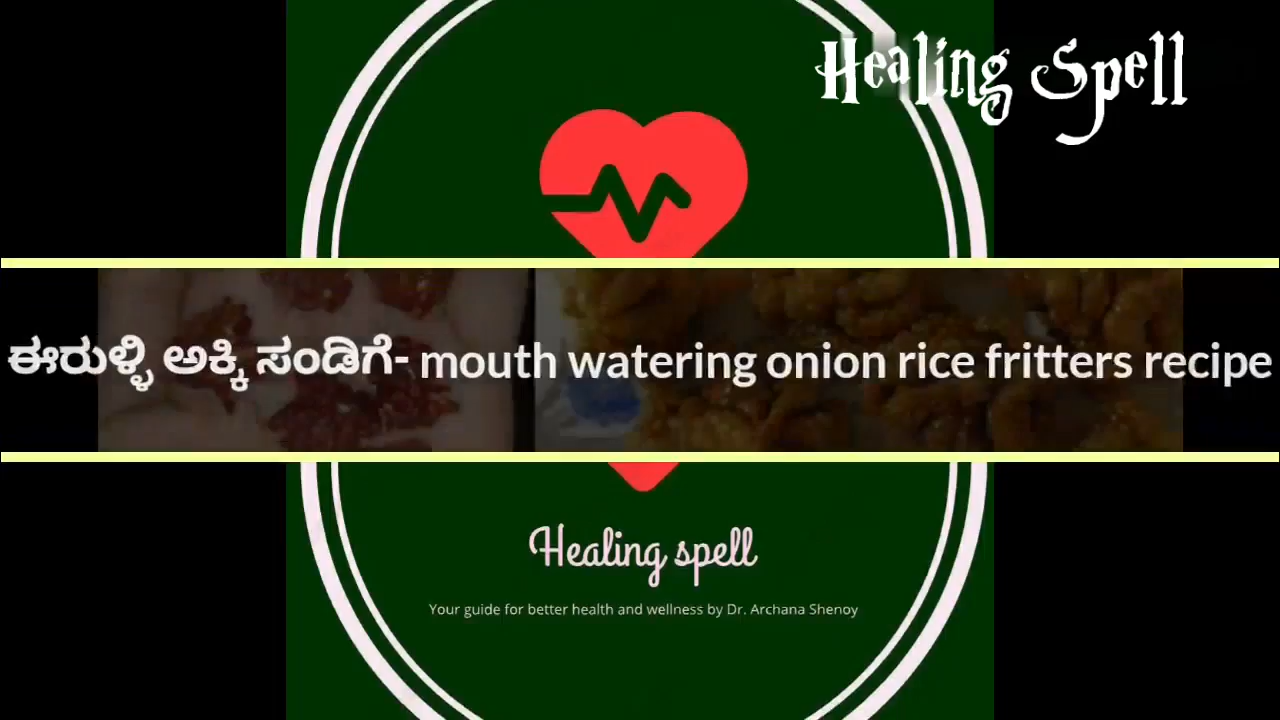 Healing Spell
ಈರುಳ್ಳಿ ಅಕ್ಕಿ ಸಂಡಿಗೆ- mouth watering onion rice fritters recipe
Healing spell
Your guide for better health and wellness by Dr. Archana Shenoy